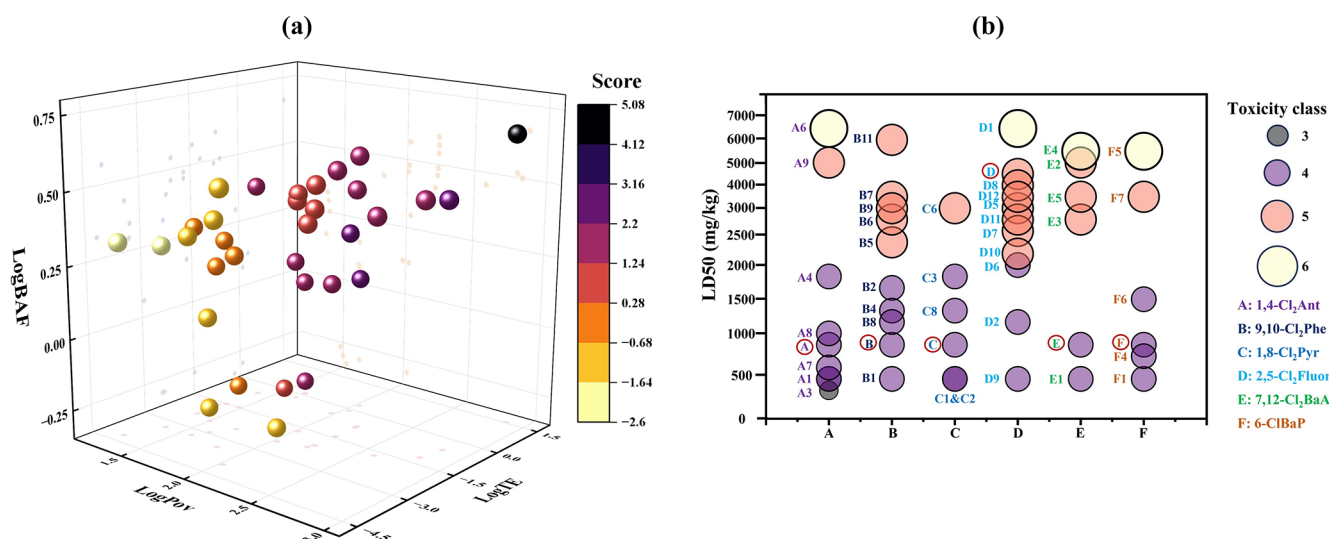 (a)
(b)
Score
5.08
4.12
3.16
2.2
1.24
0.28
−0.68
−1.64
−2.6
LogBAF
0.75
0.50
0.25
0.00
−0.25
LogPov
1.5
2.0
2.5
LogTE
1.5
0.0
−1.5
−3.0
−4.5
LD50 (mg/kg)
7000
6000
5000
4000
3000
2500
2000
1500
1000
500
0
A6
A9
A4
A8
A
A7
A1
A3
B11
B7
B9
B6
B5
B2
B4
B8
B
B1
C6
C3
C8
C
C1&C2
D1
D
D8
D12
D5
D11
D7
D10
D6
D2
D9
E4
E2
E5
E3
E
E1
F5
F7
F6
F
F4
F1
A B C D E F
Toxicity class
3
4
5
6
A: 1,4-Cl₂Ant
B: 9,10-Cl₂Phe
C: 1,8-Cl₂Pyr
D: 2,5-Cl₂Fluor
E: 7,12-Cl₂BaA
F: 6-ClBaP